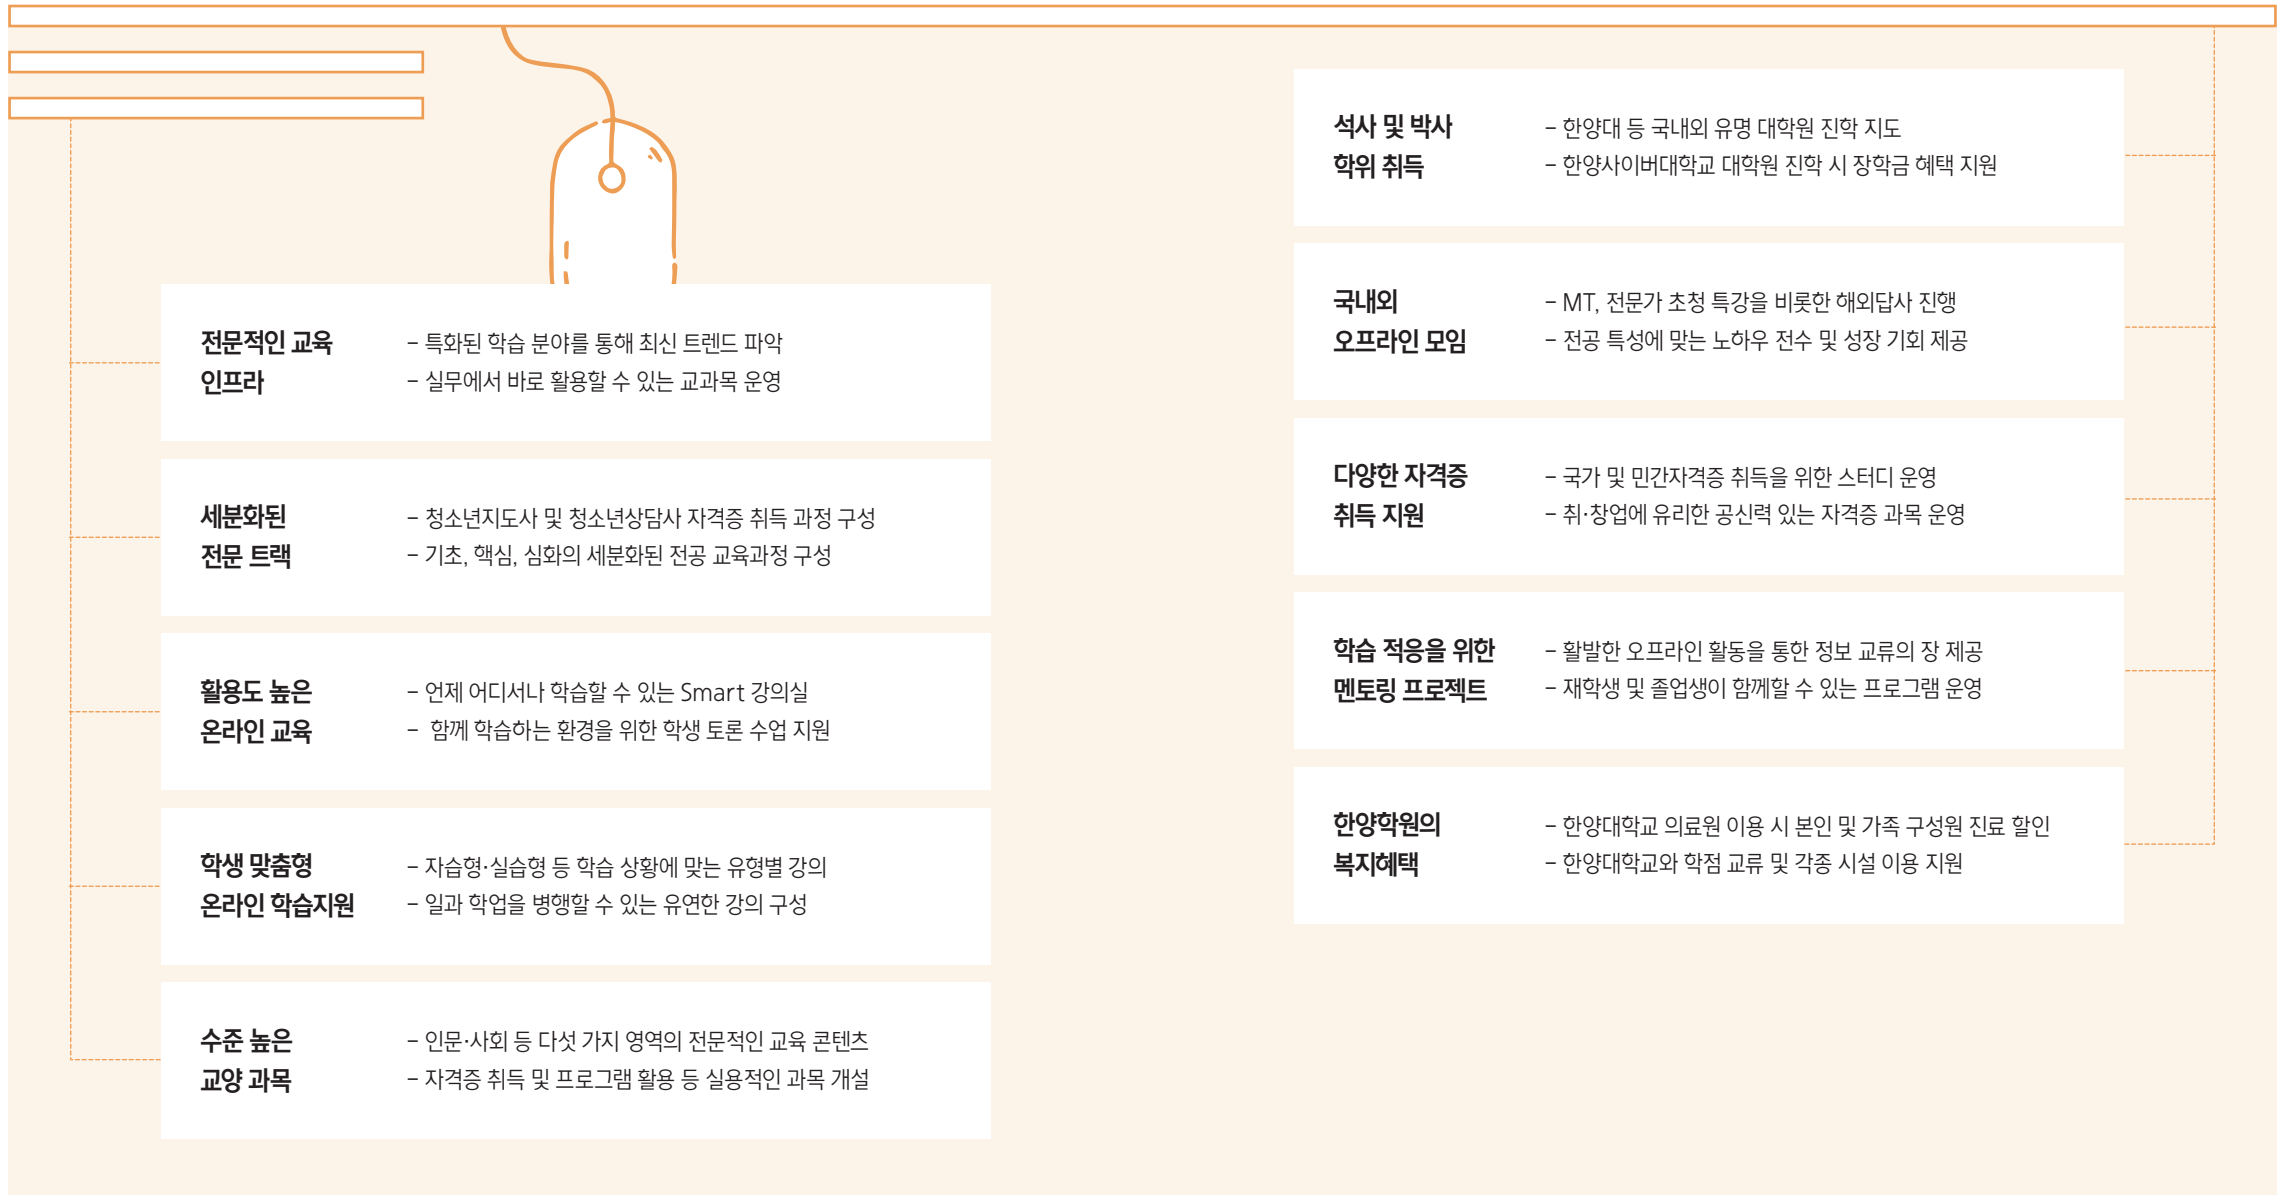 전문적인 교육
인프라
– 특화된 학습 분야를 통해 최신 트렌드 파악
– 실무에서 바로 활용할 수 있는 교과목 운영
세분화된
전문 트랙
– 청소년지도사 및 청소년상담사 자격증 취득 과정 구성
– 기초, 핵심, 심화의 세분화된 전공 교육과정 구성
활용도 높은
온라인 교육
– 언제 어디서나 학습할 수 있는 Smart 강의실
– 함께 학습하는 환경을 위한 학생 토론 수업 지원
학생 맞춤형
온라인 학습지원
– 자습형·실습형 등 학습 상황에 맞는 유형별 강의
– 일과 학업을 병행할 수 있는 유연한 강의 구성
수준 높은
교양 과목
– 인문·사회 등 다섯 가지 영역의 전문적인 교육 콘텐츠
– 자격증 취득 및 프로그램 활용 등 실용적인 과목 개설
석사 및 박사
학위 취득
– 한양대 등 국내외 유명 대학원 진학 지도
– 한양사이버대학교 대학원 진학 시 장학금 혜택 지원
국내외
오프라인 모임
– MT, 전문가 초청 특강을 비롯한 해외답사 진행
– 전공 특성에 맞는 노하우 전수 및 성장 기회 제공
다양한 자격증
취득 지원
– 국가 및 민간자격증 취득을 위한 스터디 운영
– 취·창업에 유리한 공신력 있는 자격증 과목 운영
학습 적응을 위한
멘토링 프로젝트
– 활발한 오프라인 활동을 통한 정보 교류의 장 제공
– 재학생 및 졸업생이 함께할 수 있는 프로그램 운영
한양학원의
복지혜택
– 한양대학교 의료원 이용 시 본인 및 가족 구성원 진료 할인
– 한양대학교와 학점 교류 및 각종 시설 이용 지원